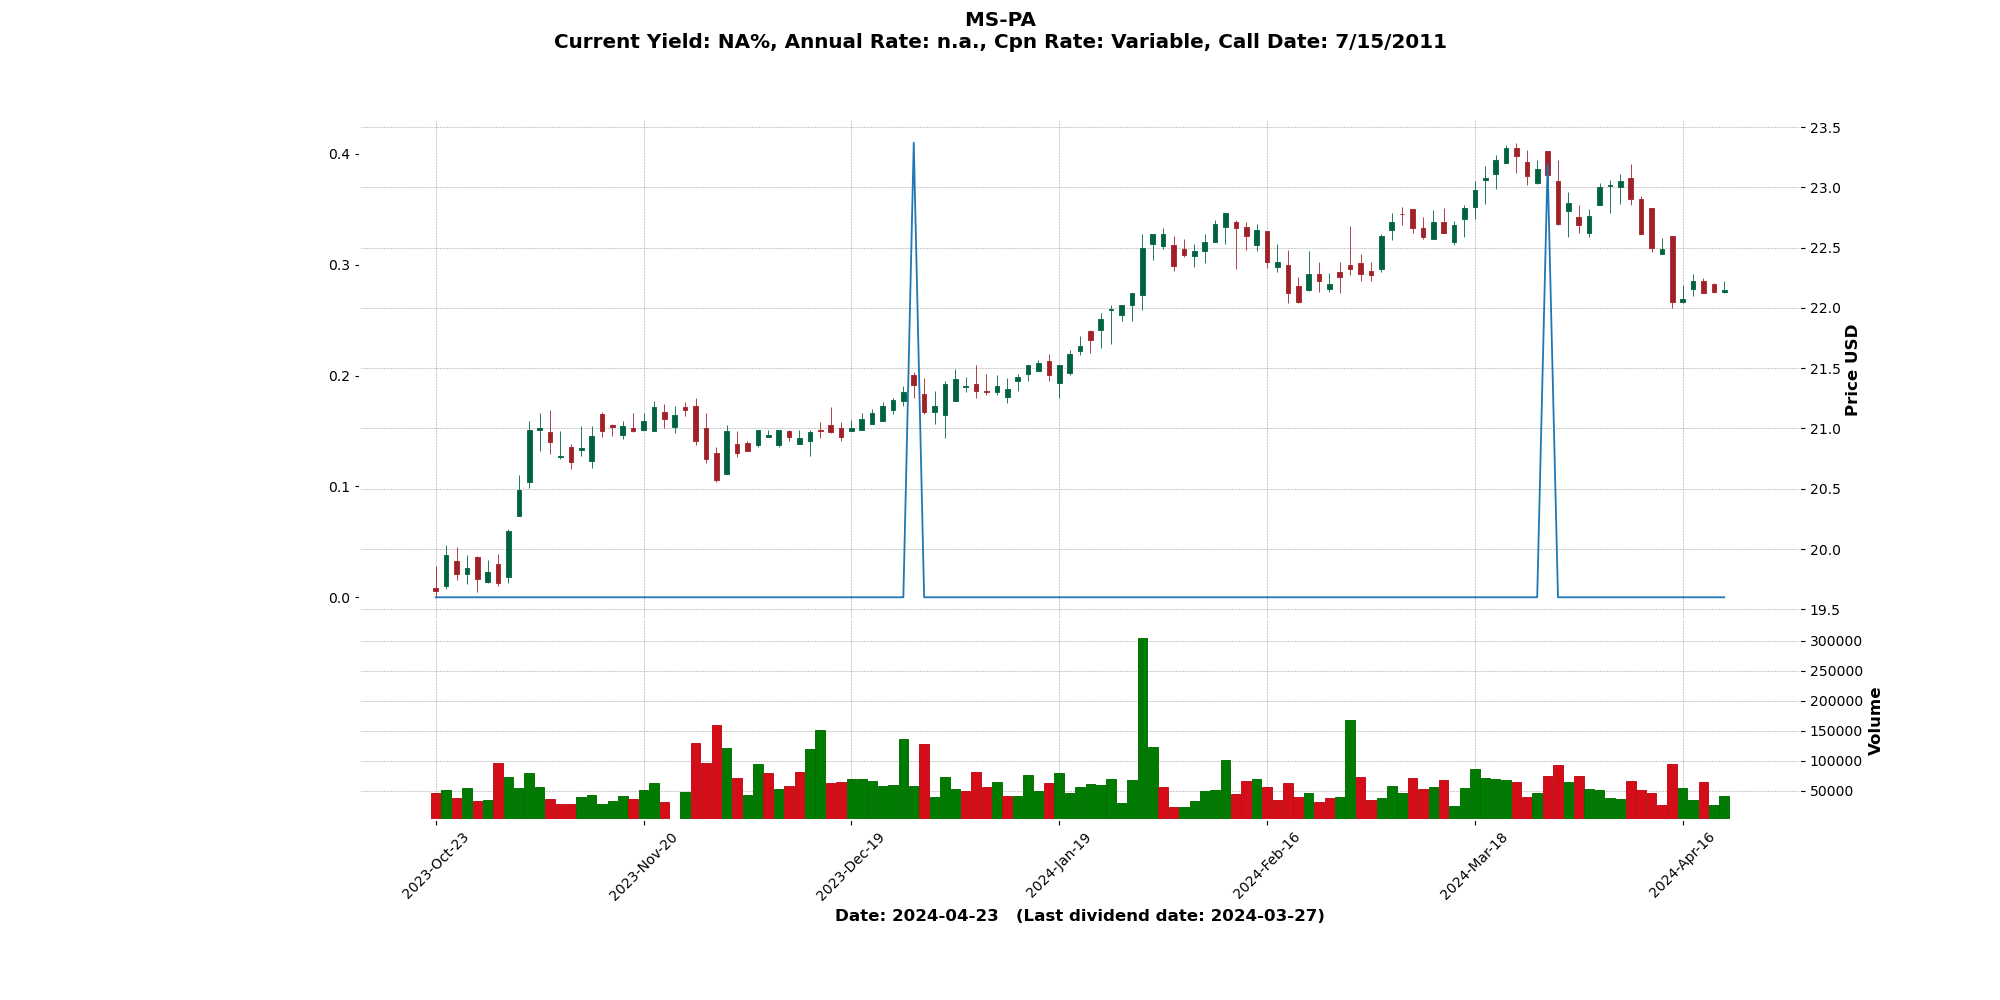 MS-PA
Current Yield: NA%, Annual Rate: n.a., Cpn Rate: Variable, Call Date: 7/15/2011
0.4
0.3
0.2
0.1
0.0
23.5
23.0
22.5
22.0
21.5
21.0
20.5
20.0
19.5
Price USD
300000
250000
200000
150000
100000
50000
Volume
2023-Oct-23
2023-Nov-20
2023-Dec-19
2024-Jan-19
2024-Feb-16
2024-Mar-18
2024-Apr-16
Date: 2024-04-23 (Last dividend date: 2024-03-27)